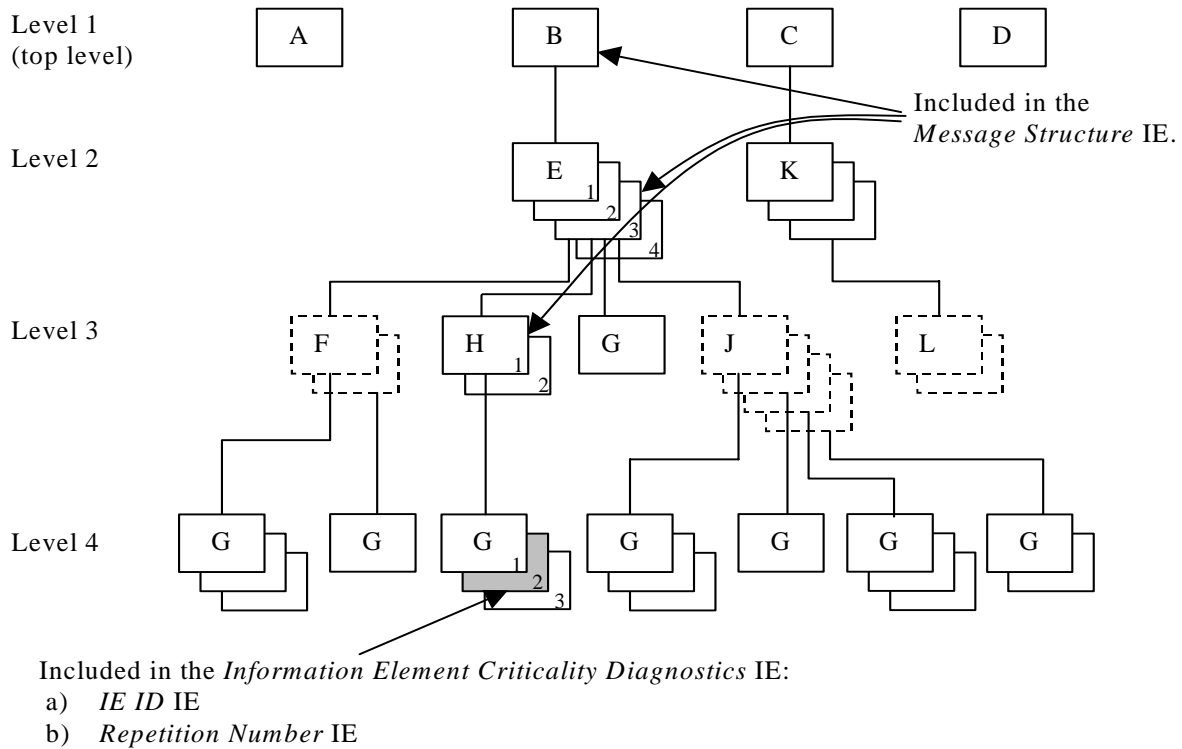 Level 1
(top level)
A
B
C
D
Included in the
Message Structure IE.
Level 2
E
1
2
3
4
K
Level 3
F
H
1
2
G
J
L
Level 4
G
G
G
1
2
3
G
G
G
G
Included in the Information Element Criticality Diagnostics IE:
a) IE ID IE
b) Repetition Number IE